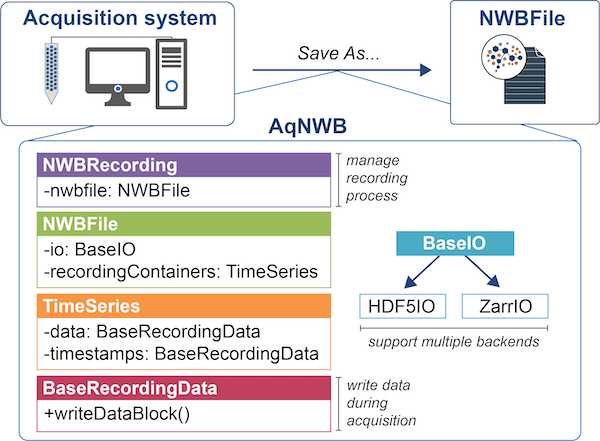 Acquisition system
Save As...
NWBFile
AqNWB
NWBRecording
-nwbfile: NWBFile
manage
recording
process
NWBFile
-io: BaseIO
-recordingContainers: TimeSeries
TimeSeries
-data: BaseRecordingData
-timestamps: BaseRecordingData
BaseRecordingData
+writeDataBlock()
write data
during
acquisition
BaseIO
HDF5IO
ZarrIO
support multiple backends